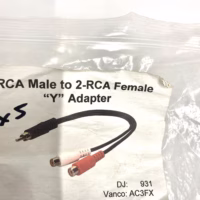 RCA Male to 2-RCA Female
"Y" Adapter
x5
DJ: 931
Vanco: AC3FX